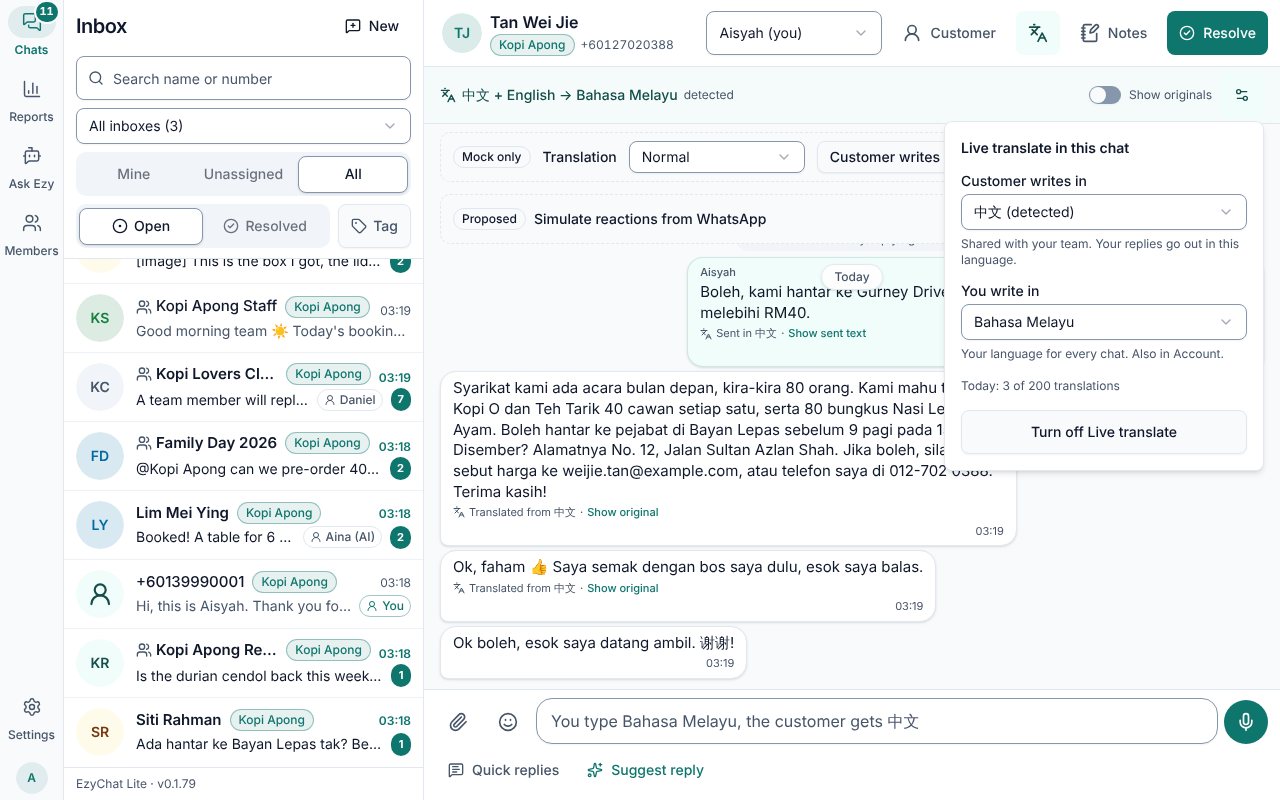 11
Chats
Reports
Ask Ezy
Members
Settings
A
Inbox
New
Search name or number
All inboxes (3)
Mine
Unassigned
All
Open
Resolved
Tag
[Image] This is the box I got, the lid...
2
KS
Kopi Apong Staff
Kopi Apong
03:19
Good morning team ☀️ Today's bookin...
KC
Kopi Lovers Cl...
Kopi Apong
03:19
A team member will repl...
Daniel
7
FD
Family Day 2026
Kopi Apong
03:18
@Kopi Apong can we pre-order 40...
2
LY
Lim Mei Ying
Kopi Apong
03:18
Booked! A table for 6 ...
Aina (AI)
2
+60139990001
Kopi Apong
03:18
Hi, this is Aisyah. Thank you fo...
You
KR
Kopi Apong Re...
Kopi Apong
03:18
Is the durian cendol back this week...
1
SR
Siti Rahman
Kopi Apong
03:18
Ada hantar ke Bayan Lepas tak? Be...
1
EzyChat Lite · v0.1.79
TJ
Tan Wei Jie
Kopi Apong
+60127020388
Aisyah (you)
Customer
Notes
Resolve
中文 + English → Bahasa Melayu detected
Show originals
Mock only
Translation
Normal
Customer writes
Proposed
Simulate reactions from WhatsApp
Today
Aisyah
Boleh, kami hantar ke Gurney Drive
melebihi RM40.
Sent in 中文 · Show sent text
Syarikat kami ada acara bulan depan, kira-kira 80 orang. Kami mahu
Kopi O dan Teh Tarik 40 cawan setiap satu, serta 80 bungkus Nasi
Ayam. Boleh hantar ke pejabat di Bayan Lepas sebelum 9 pagi pada
Disember? Alamatnya No. 12, Jalan Sultan Azlan Shah. Jika boleh,
sebut harga ke weijie.tan@example.com, atau telefon saya di 012-702 0388.
Terima kasih!
Translated from 中文 · Show original
03:19
Ok, faham 👍 Saya semak dengan bos saya dulu, esok saya balas.
Translated from 中文 · Show original
03:19
Ok boleh, esok saya datang ambil. 谢谢!
03:19
Live translate in this chat
Customer writes in
中文 (detected)
Shared with your team. Your replies go out in this
language.
You write in
Bahasa Melayu
Your language for every chat. Also in Account.
Today: 3 of 200 translations
Turn off Live translate
You type Bahasa Melayu, the customer gets 中文
Quick replies
Suggest reply